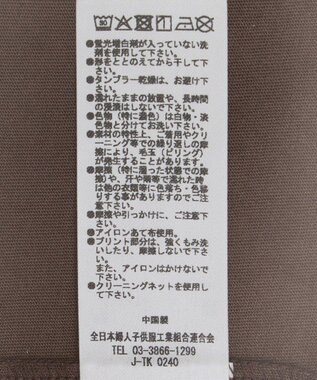 ●蛍光増白剤が入っていない洗
剤を使用して下さい。
●形をととのえてから干して下
さい。
●タンブラー乾燥は、お避け下
さい。
●濡れたままの放置や、長時間
の浸漬はしないで下さい。
●色物（特に濃色）は白物・淡
色物と分けてお洗い下さい。
●素材の特性上、ご着用やクリ
ーニング等での繰り返しの摩
擦により、毛玉（ピリング）
が発生することがあります。
●摩擦（特に湿った状態での摩
擦）や、汗や雨等で濡れた時
は他の衣類等に色落ち・色移
りする事がありますのでご注
意下さい。
●摩擦や引っかけに、ご注意下
さい。
●アイロンあて布使用。
●プリント部分は、強くもみ洗
いしたり、摩擦しないで下さ
い。
また、アイロンはかけないで
下さい。
●クリーニングネットを使用し
て下さい。
中国製
全日本婦人子供服工業組合連合会
TEL 03-3866-1299
J-TK 0240